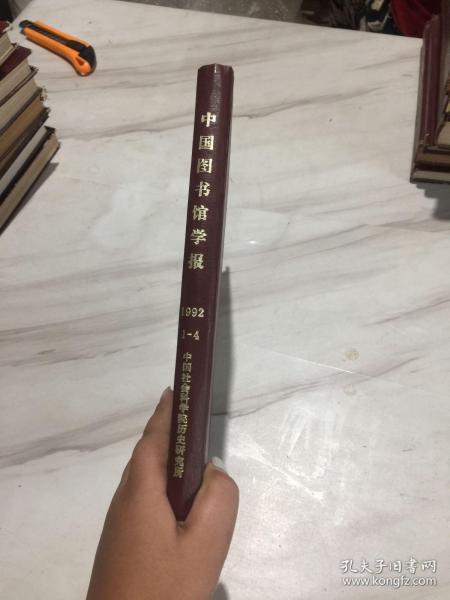 中国图书馆学报
1992
1-4
中国社会科学院历史研究所
孔夫子旧书网
www.kongfz.com